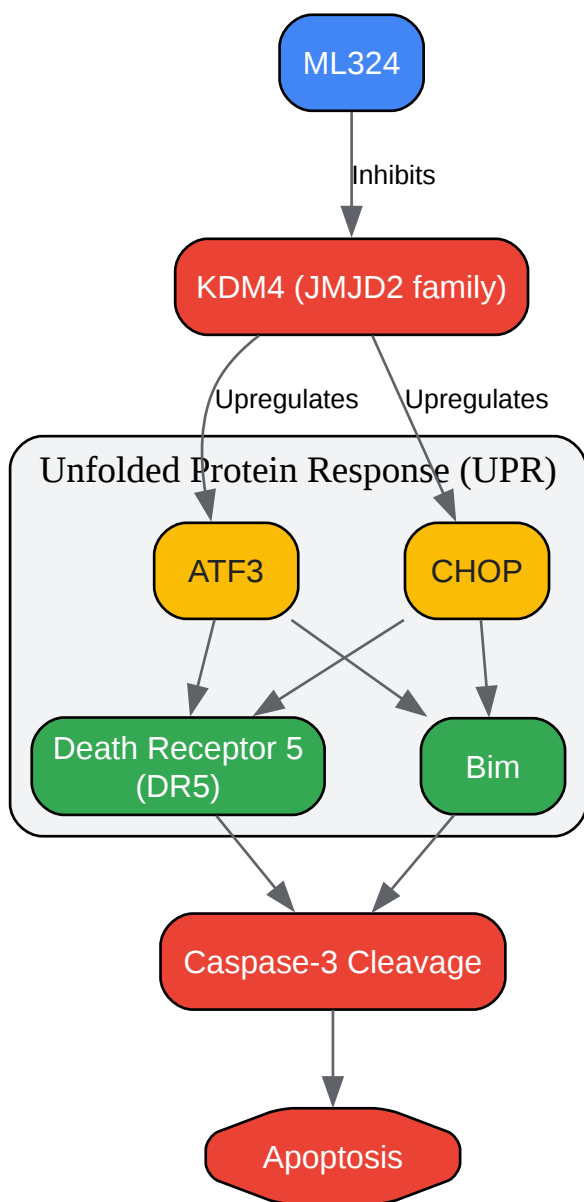 ML324
Inhibits
KDM4 (JMJD2 family)
Upregulates
Upregulates
Unfolded Protein Response (UPR)
ATF3
CHOP
Death Receptor 5
(DR5)
Bim
Caspase-3 Cleavage
Apoptosis